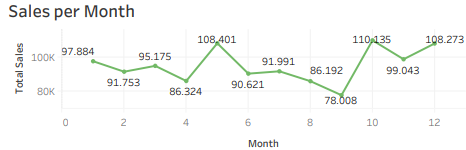 Sales per Month
Total Sales
100K
80K
97.884
91.753
95.175
86.324
108.401
90.621
91.991
86.192
78.008
110.135
99.043
108.273
0 2 4 6 8 10 12
Month